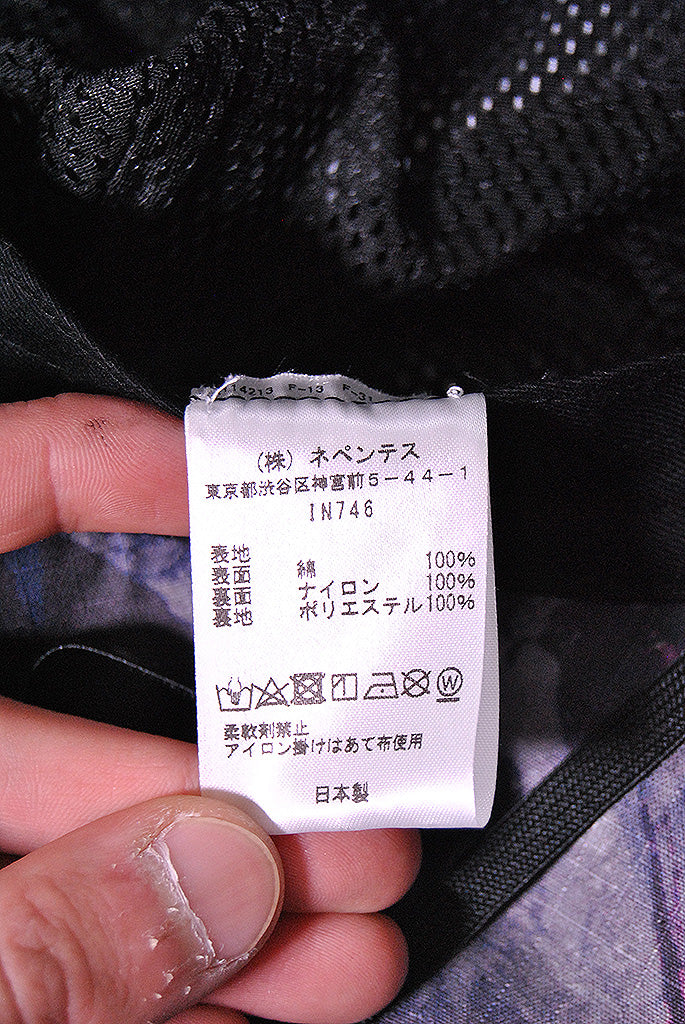 114213 P-13 F-31
(株) ネペンテス
東京都渋谷区神宮前5-44-1
IN746
表地
表面 綿 100%
裏面 ナイロン 100%
裏地 ポリエステル 100%
W
柔軟剤禁止
アイロン掛けはあて布使用
日本製